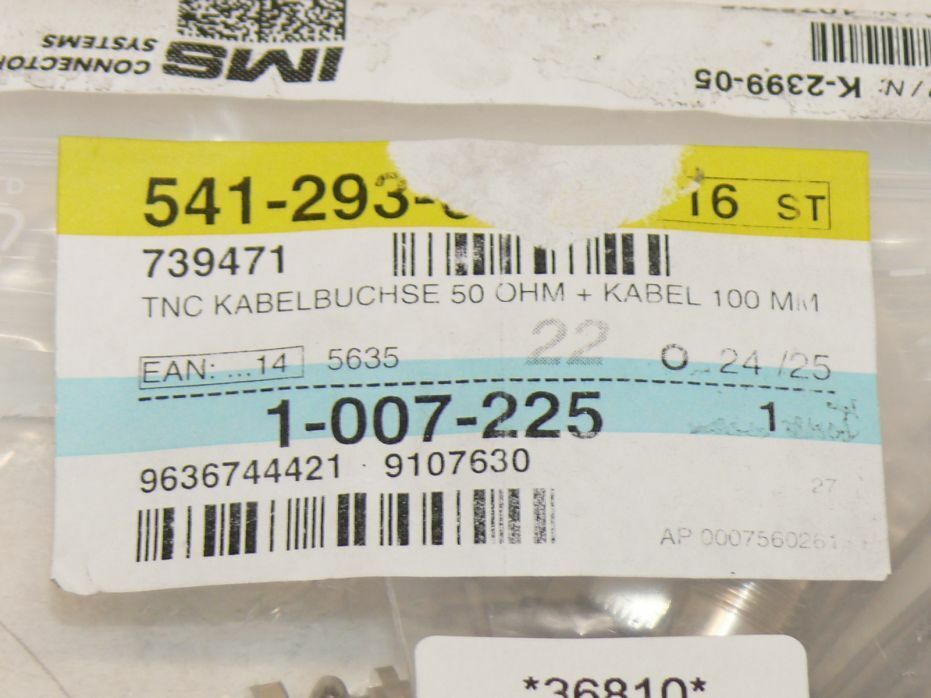 IMS
CONNECTOR
SYSTEMS
/N: K-2399-05
541-293- 16 ST
739471
TNC KABELBUCHSE 50 OHM + KABEL 100 MM
22
EAN: ...14 5635 O 24 /25
1-007-225 1
9636744421 9107630
27
AP 0007560261
*36810*